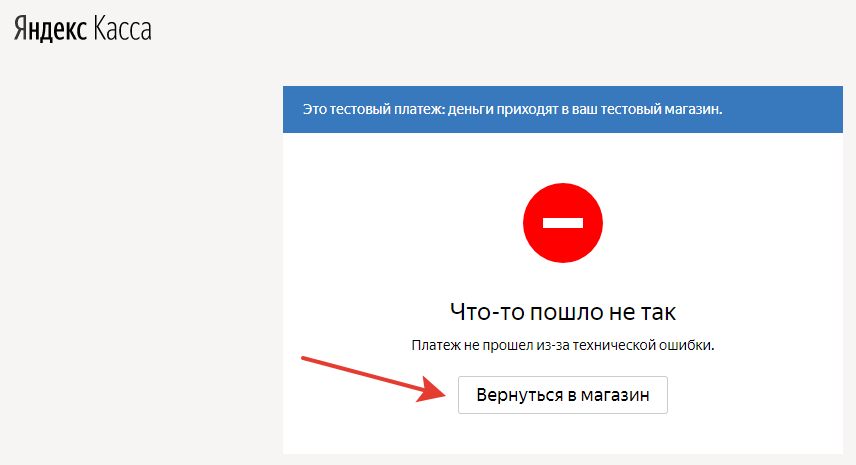 Яндекс Касса
Это тестовый платеж: деньги приходят в ваш тестовый магазин.
Что-то пошло не так
Платеж не прошел из-за технической ошибки.
Вернуться в магазин